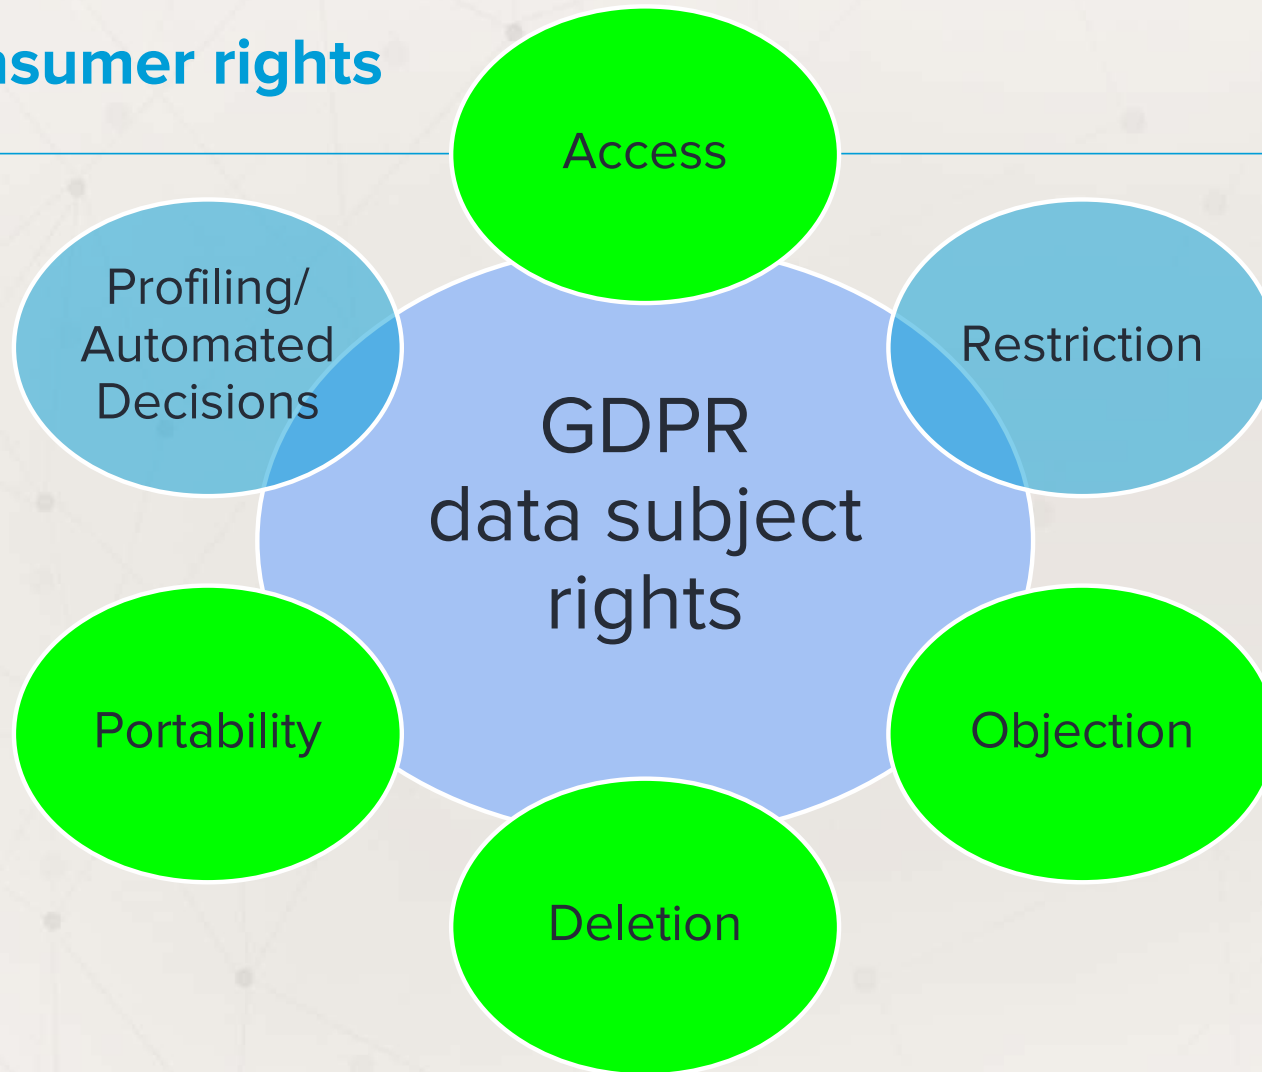 nsumer rights
Access
Profiling/
Automated
Decisions
Restriction
GDPR
data subject
rights
Portability
Objection
Deletion